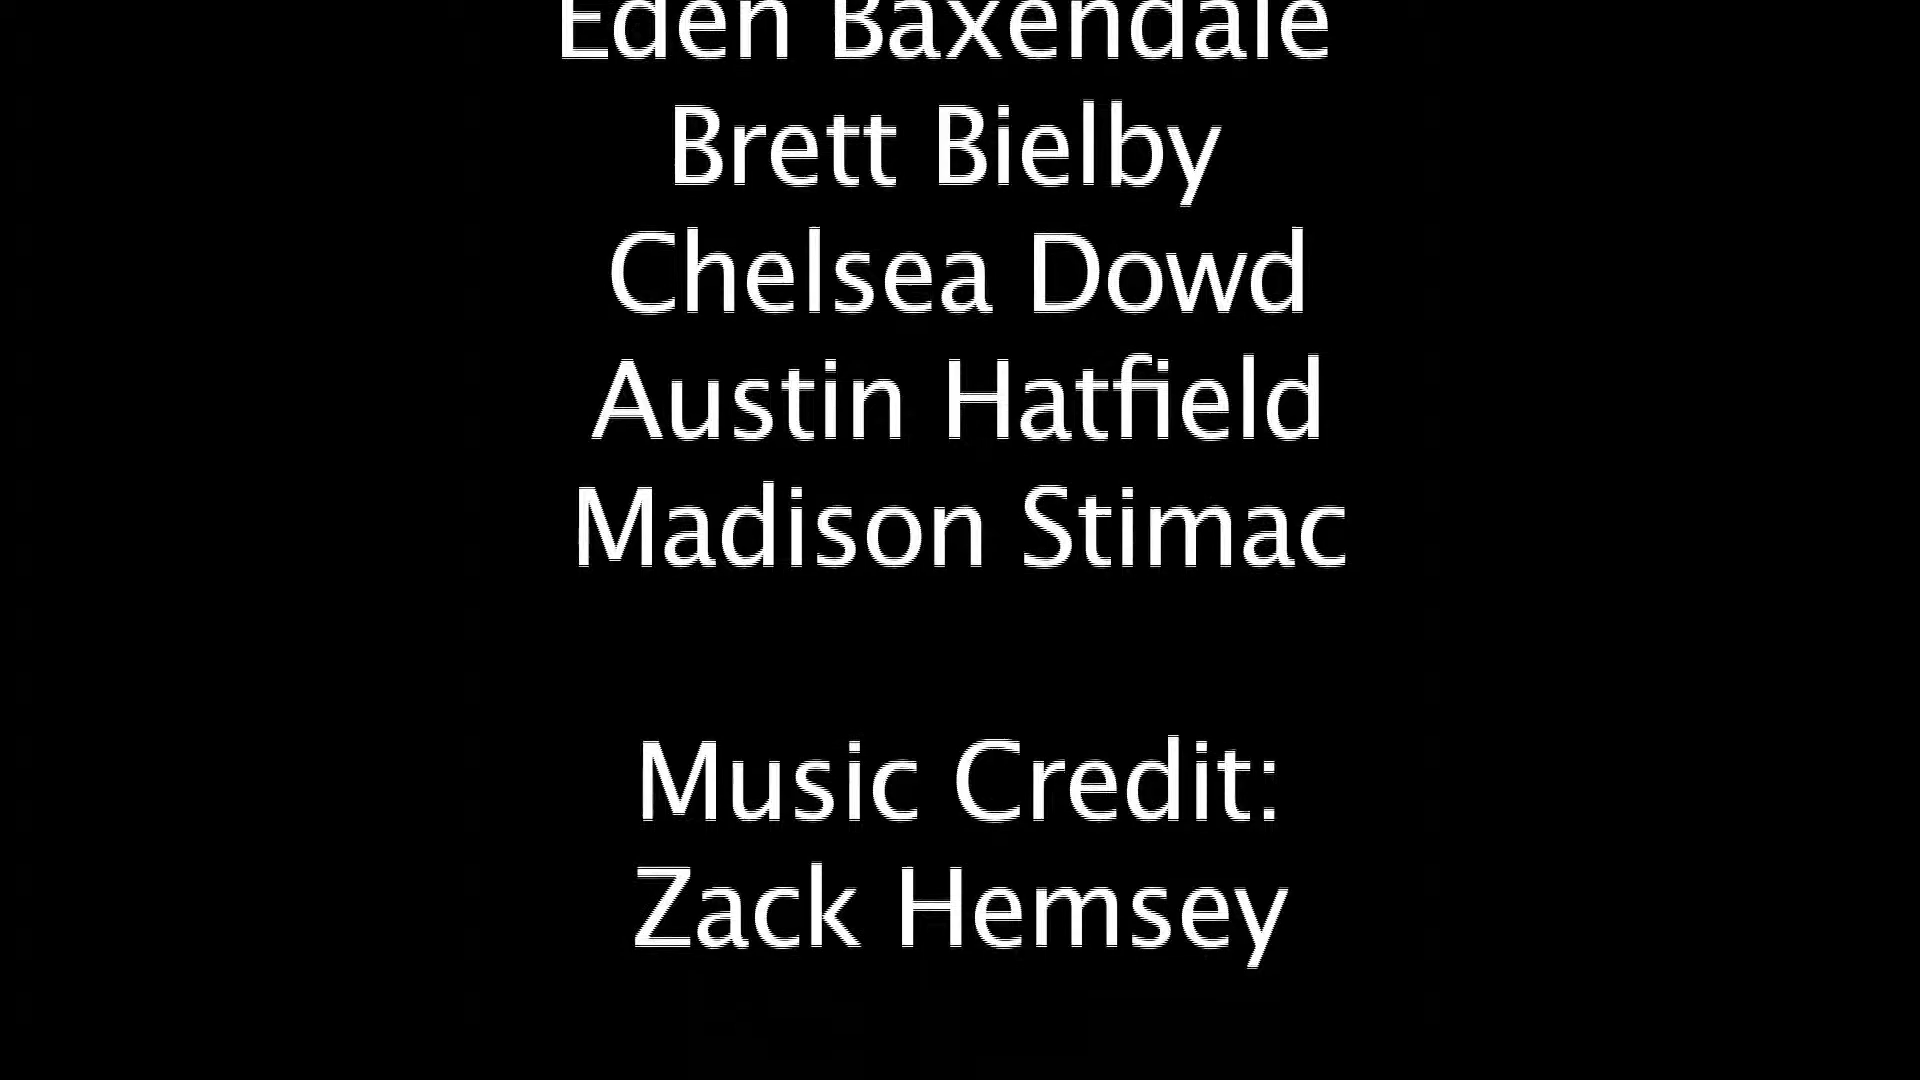 Eden Baxendale
Brett Bielby
Chelsea Dowd
Austin Hatfield
Madison Stimac
Music Credit:
Zack Hemsey